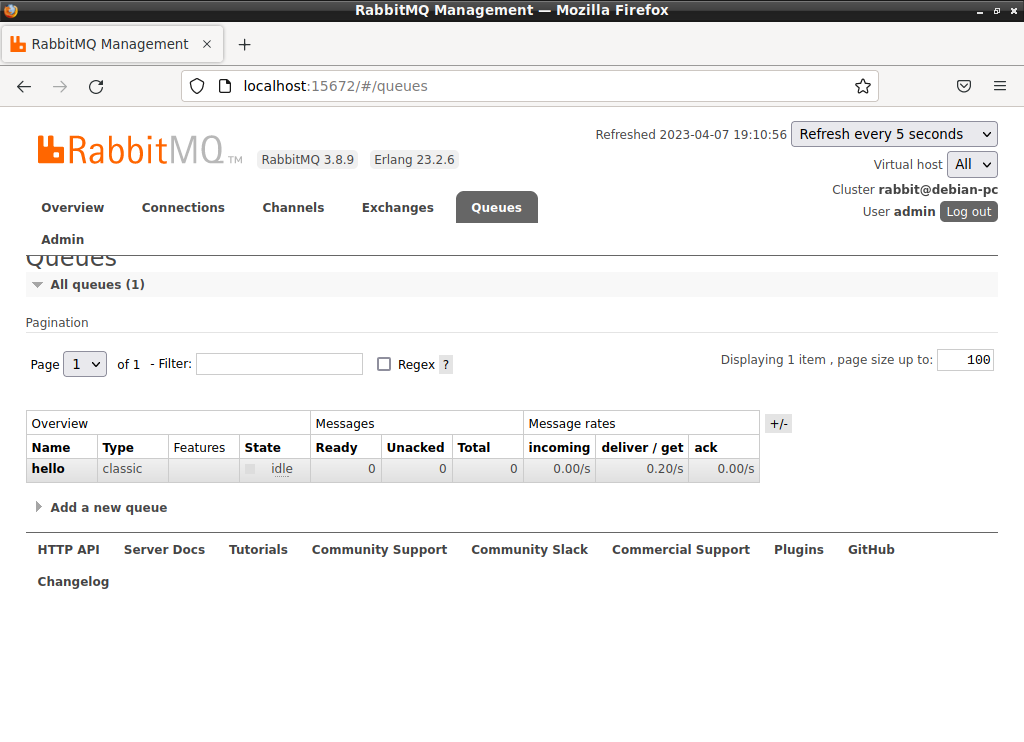 RabbitMQ Management — Mozilla Firefox
RabbitMQ Management
localhost:15672/#/queues
RabbitMQ TM
RabbitMQ 3.8.9 Erlang 23.2.6
Refreshed 2023-04-07 19:10:56 Refresh every 5 seconds
Virtual host All
Cluster rabbit@debian-pc
User admin Log out
Overview Connections Channels Exchanges Queues
Admin
Queues
All queues (1)
Pagination
Page 1 of 1 - Filter: Regex ? Displaying 1 item , page size up to: 100
Overview Messages Message rates +/-
Name Type Features State Ready Unacked Total incoming deliver / get ack
hello classic idle 0 0 0 0.00/s 0.20/s 0.00/s
Add a new queue
HTTP API Server Docs Tutorials Community Support Community Slack Commercial Support Plugins GitHub
Changelog